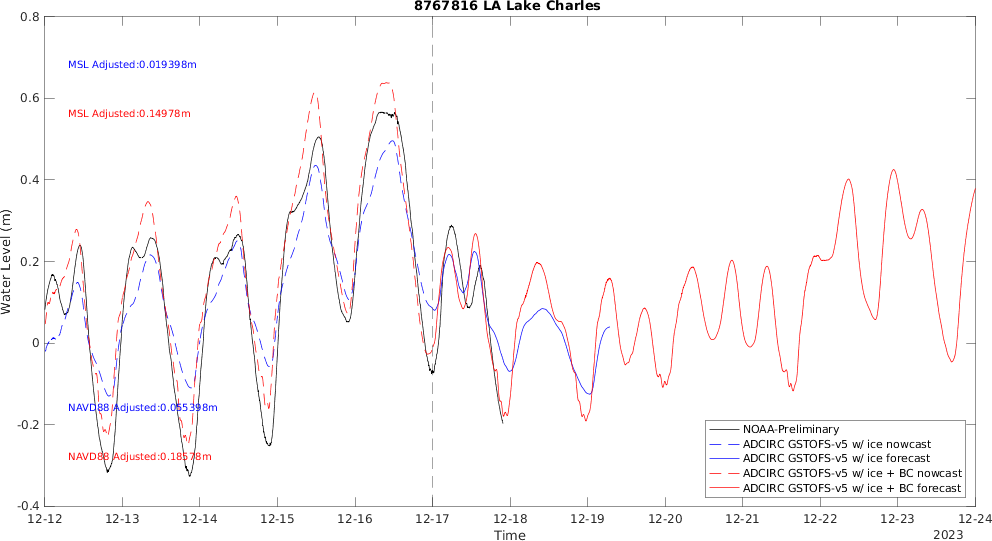 8767816 LA Lake Charles
0.8
0.6
0.4
0.2
0
-0.2
-0.4
Water Level (m)
MSL Adjusted:0.019398m
MSL Adjusted:0.14978m
NAVD88 Adjusted:0.055398m
NAVD88 Adjusted:0.18578m
NOAA-Preliminary
ADCIRC GSTOFS-v5 w/ ice nowcast
ADCIRC GSTOFS-v5 w/ ice forecast
ADCIRC GSTOFS-v5 w/ ice + BC nowcast
ADCIRC GSTOFS-v5 w/ ice + BC forecast
12-12 12-13 12-14 12-15 12-16 12-17 12-18 12-19 12-20 12-21 12-22 12-23 12-24
Time
2023